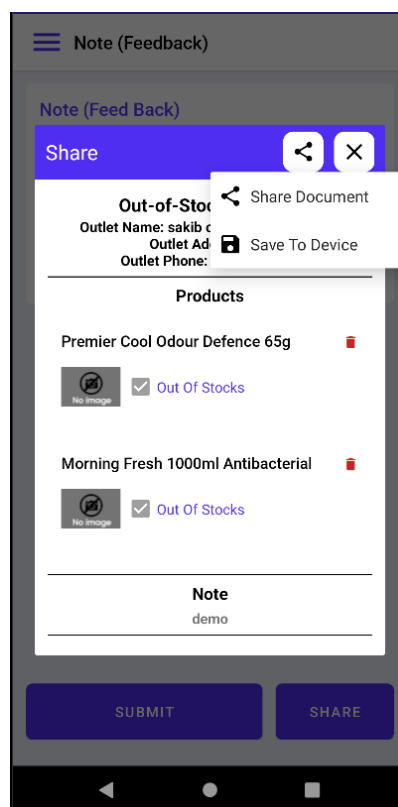 Note (Feedback)
Note (Feed Back)
Share
Share Document
Save To Device
Out-of-Stoc
Outlet Name: sakib
Outlet Ad
Outlet Phone:
Products
Premier Cool Odour Defence 65g
No image
Out Of Stocks
Morning Fresh 1000ml Antibacterial
No image
Out Of Stocks
Note
demo
SUBMIT
SHARE